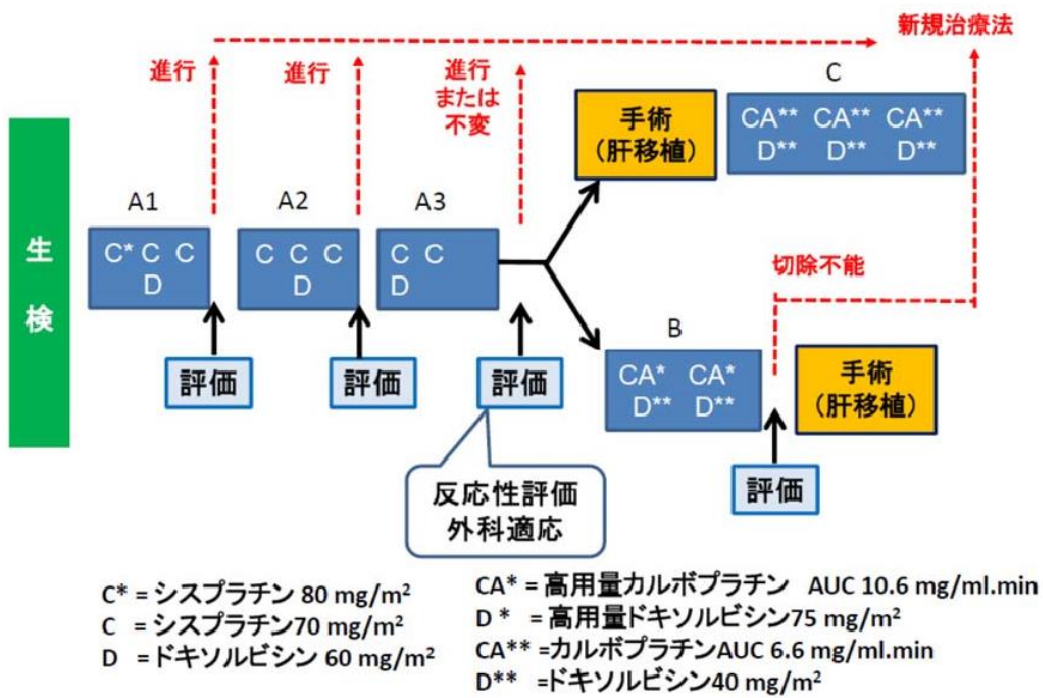 新規治療法
進行
進行
進行
または
不変
C
手術
(肝移植)
CA** CA** CA**
D** D** D**
生
検
A1
A2
A3
C* C C
D
C C C
D
C C
D
切除不能
B
評価
評価
評価
CA* CA*
D** D**
手術
(肝移植)
評価
反応性評価
外科適応
C* = シスプラチン 80 mg/m²
C = シスプラチン70 mg/m²
D = ドキソルビシン 60 mg/m²
CA* = 高用量カルボプラチン AUC 10.6 mg/ml.min
D * = 高用量ドキソルビシン75 mg/m²
CA** =カルボプラチンAUC 6.6 mg/ml.min
D** =ドキソルビシン40 mg/m²